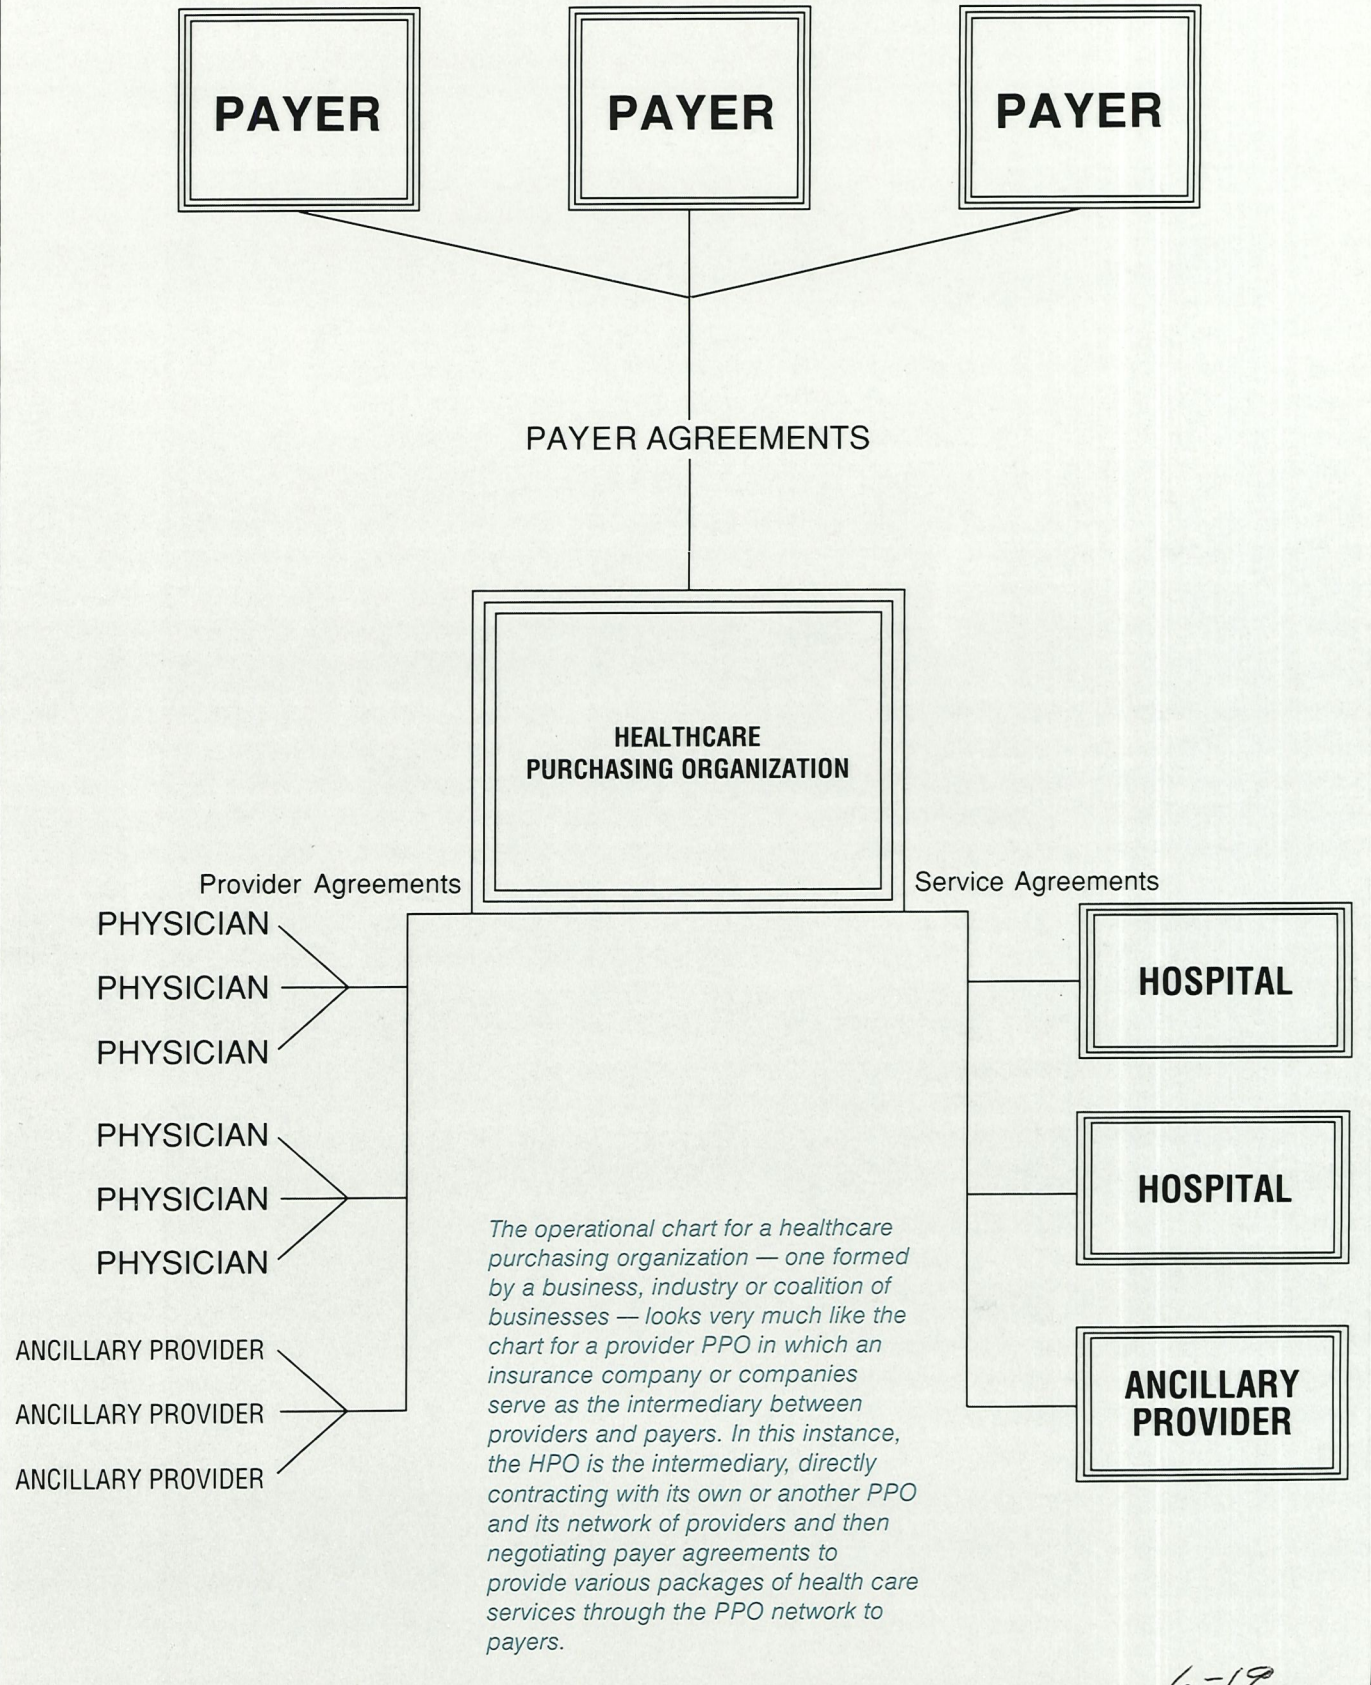 PAYER
PAYER
PAYER
PAYER AGREEMENTS
HEALTHCARE
PURCHASING ORGANIZATION
Provider Agreements
Service Agreements
PHYSICIAN
PHYSICIAN
PHYSICIAN
PHYSICIAN
PHYSICIAN
PHYSICIAN
ANCILLARY PROVIDER
ANCILLARY PROVIDER
ANCILLARY PROVIDER
HOSPITAL
HOSPITAL
ANCILLARY
PROVIDER
The operational chart for a healthcare
purchasing organization — one formed
by a business, industry or coalition of
businesses — looks very much like the
chart for a provider PPO in which an
insurance company or companies
serve as the intermediary between
providers and payers. In this instance,
the HPO is the intermediary, directly
contracting with its own or another PPO
and its network of providers and then
negotiating payer agreements to
provide various packages of health care
services through the PPO network to
payers.